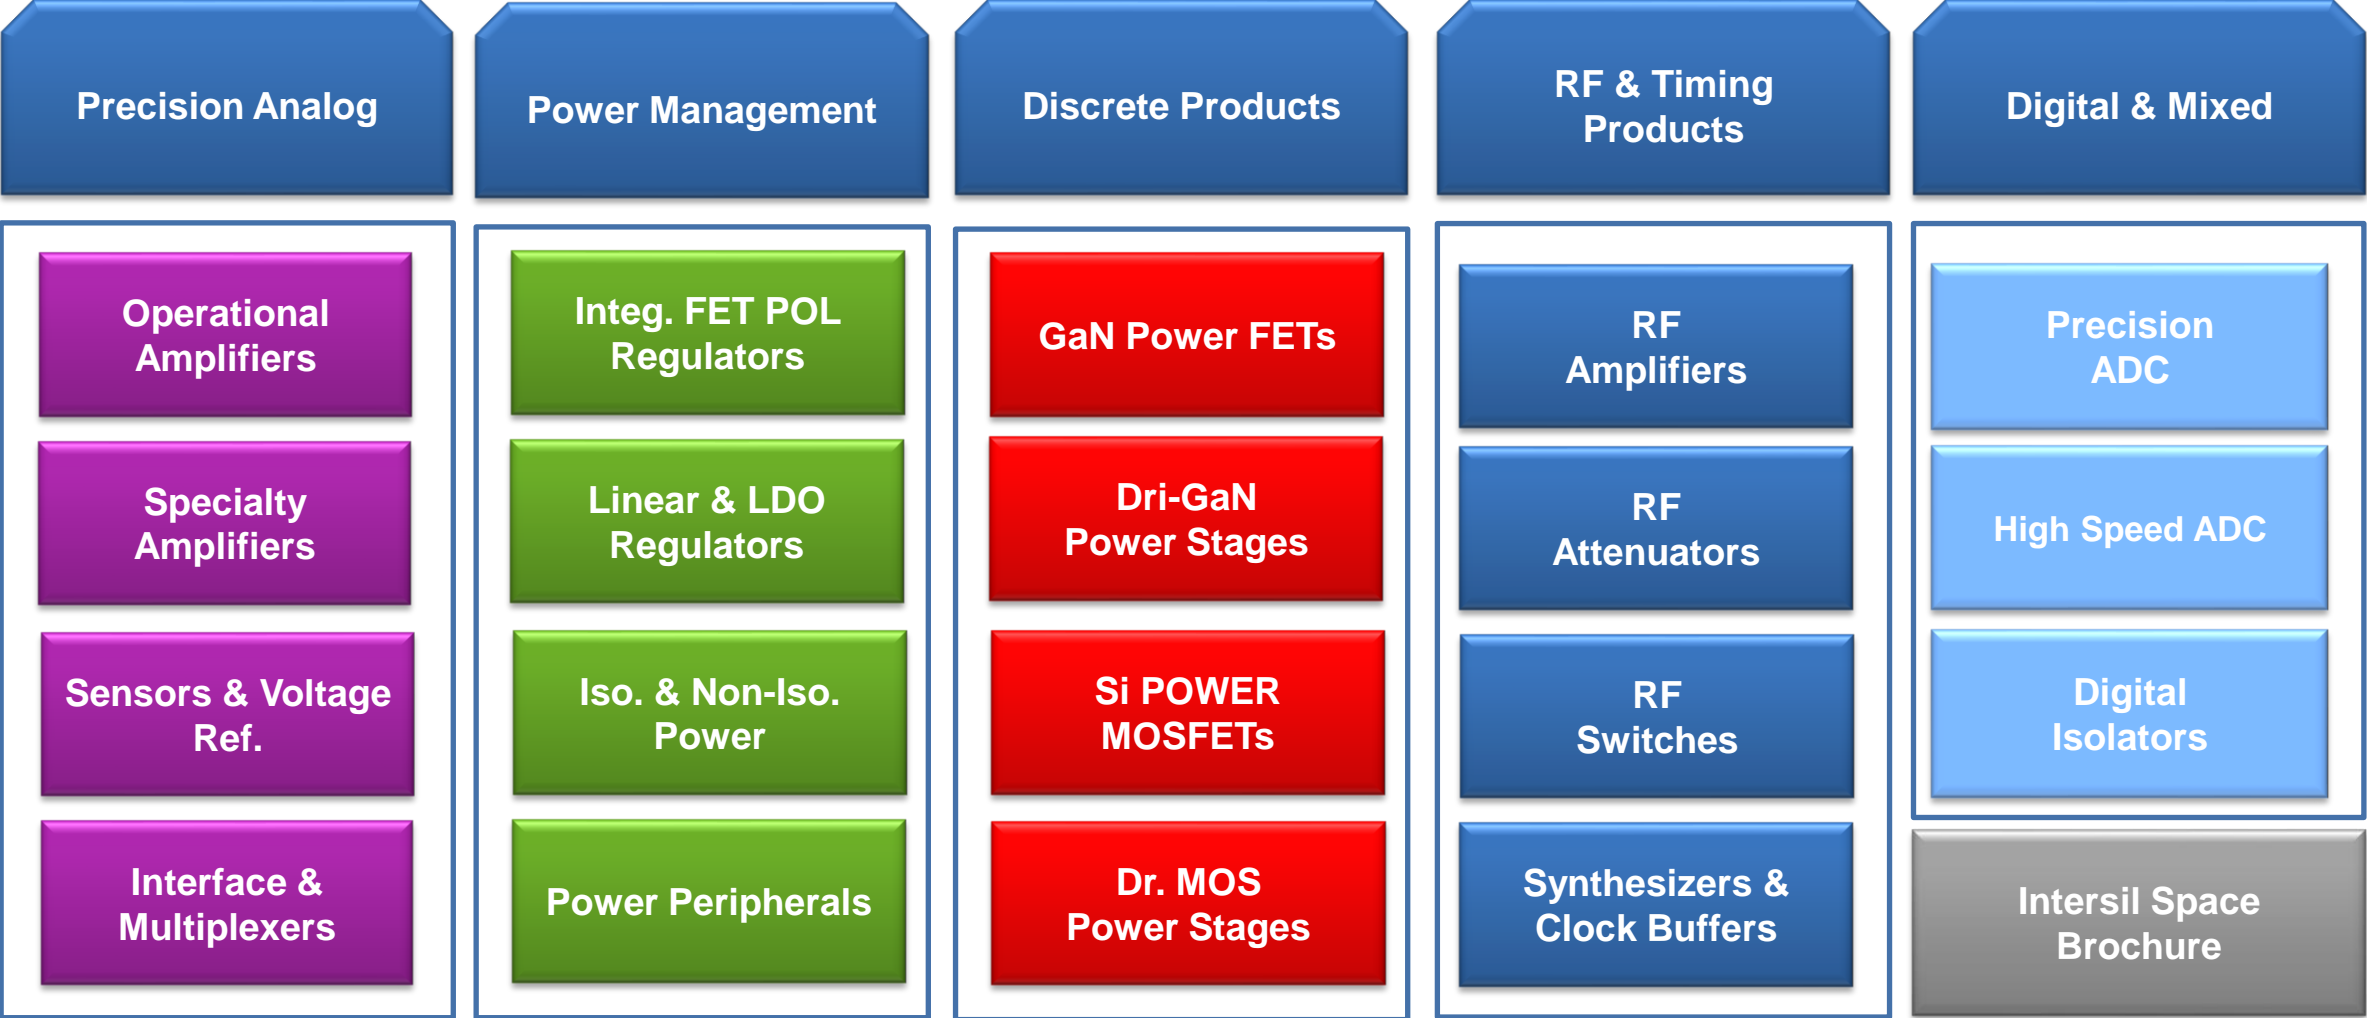 Precision Analog
Power Management
Discrete Products
RF & Timing
Products
Digital & Mixed
Operational
Amplifiers
Specialty
Amplifiers
Sensors & Voltage
Ref.
Interface &
Multiplexers
Integ. FET POL
Regulators
Linear & LDO
Regulators
Iso. & Non-Iso.
Power
Power Peripherals
GaN Power FETs
Dri-GaN
Power Stages
Si POWER
MOSFETs
Dr. MOS
Power Stages
RF
Amplifiers
RF
Attenuators
RF
Switches
Synthesizers &
Clock Buffers
Precision
ADC
High Speed ADC
Digital
Isolators
Intersil Space
Brochure